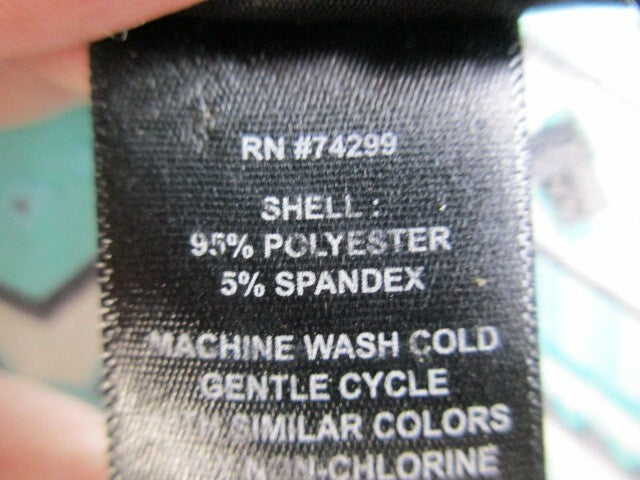 RN #74299
SHELL :
95% POLYESTER
5% SPANDEX
MACHINE WASH COLD
GENTLE CYCLE
SIMILAR COLORS
NON-CHLORINE